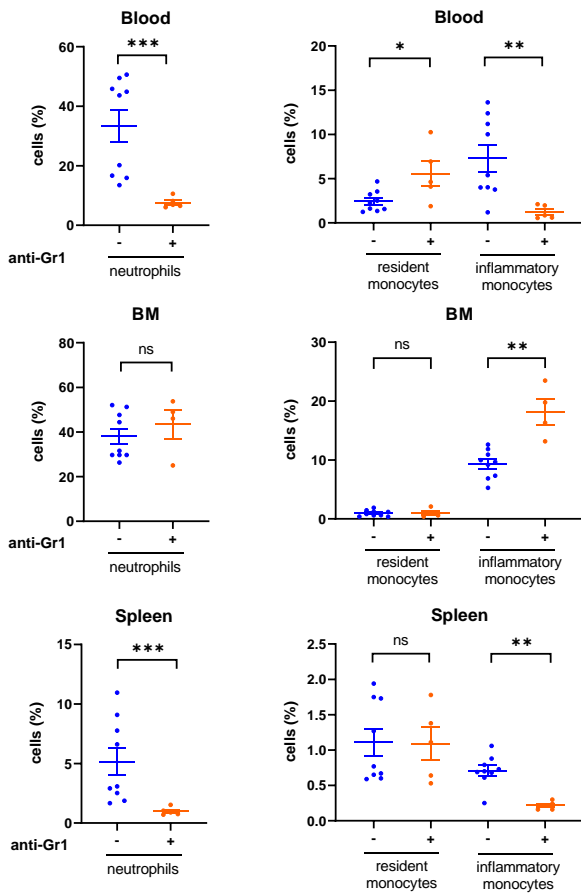 Blood
***
60
40
20
0
cells (%)
- +
anti-Gr1
neutrophils
Blood
* **
20
15
10
5
0
cells (%)
- + - +
resident inflammatory
monocytes monocytes
BM
ns
80
60
40
20
0
cells (%)
- +
anti-Gr1
neutrophils
BM
ns **
30
20
10
0
cells (%)
- + - +
resident inflammatory
monocytes monocytes
Spleen
***
15
10
5
0
cells (%)
- +
anti-Gr1
neutrophils
Spleen
ns **
2.5
2.0
1.5
1.0
0.5
0.0
cells (%)
- + - +
resident inflammatory
monocytes monocytes